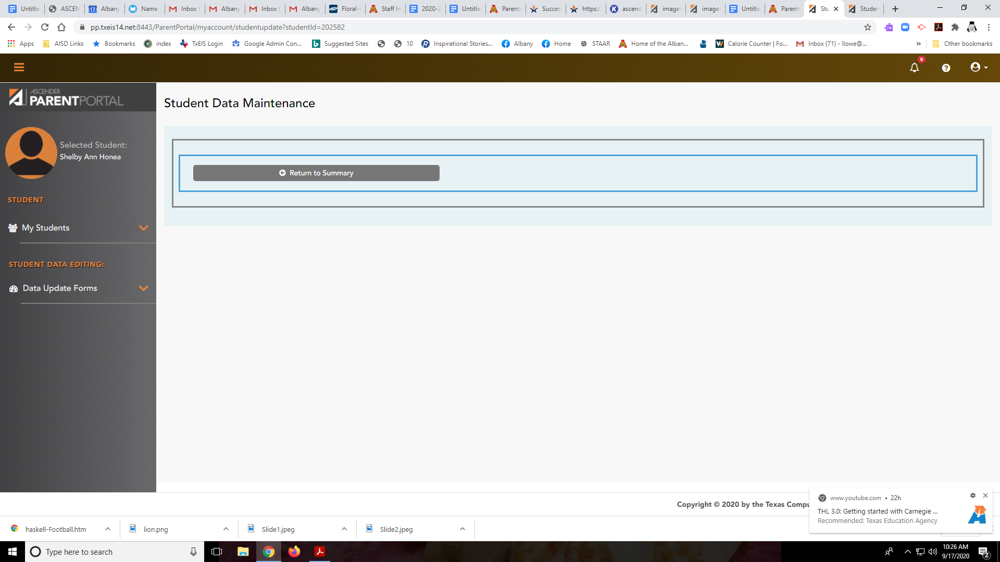 Untitle ASCEN 17 Albany Name Inbox ( Albany Inbox ( Albany Floral- Staff In 2020-2 Untitle Parent Succes https:/ K ascend image image Untitle Parent Stu Studen
pp.txeis14.net:8443/ParentPortal/myaccount/studentupdate?studentId=202582
Apps AISD Links Bookmarks index TxEIS Login Google Admin Con... b Suggested Sites 10 R Inspirational Stories... Albany Home STAAR Home of the Alban... W Calorie Counter | Fo... Inbox (71) - llowe@... » Other bookmarks
0
ASCENDER
PARENTPORTAL
Student Data Maintenance
Selected Student:
Shelby Ann Honea
Return to Summary
STUDENT
My Students
STUDENT DATA EDITING:
Data Update Forms
Copyright © 2020 by the Texas Compu
www.youtube.com • 22h
THL 3.0: Getting started with Carnegie ...
Recommended: Texas Education Agency
haskell-Football.htm lion.png Slide1.jpeg Slide2.jpeg
Type here to search
10:26 AM
9/17/2020
2